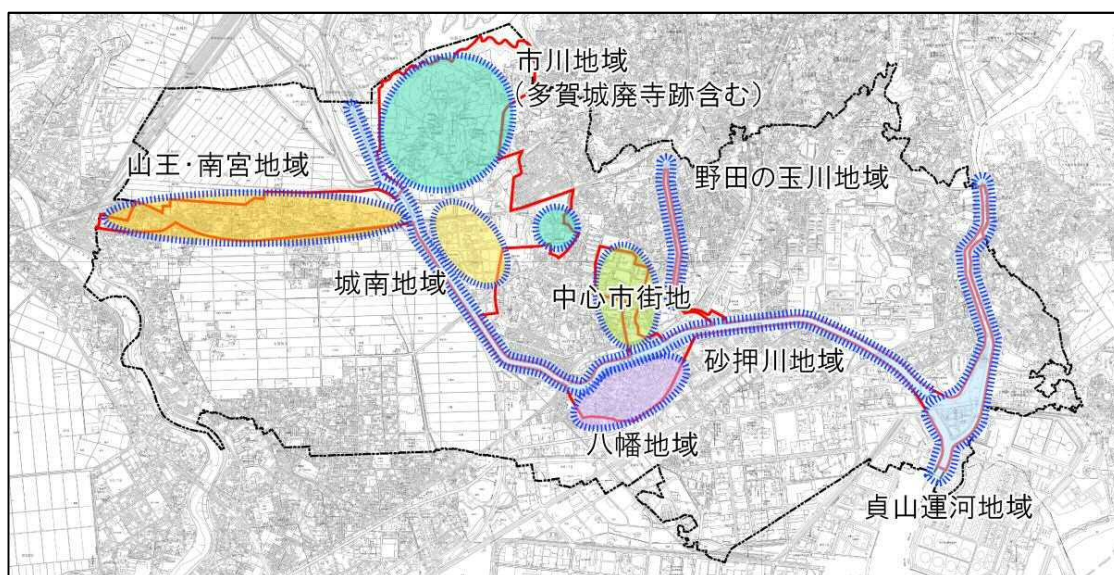 市川地域
（多賀城廃寺跡含む）
山王・南宮地域
野田の玉川地域
城南地域
中心市街地
砂押川地域
八幡地域
貞山運河地域